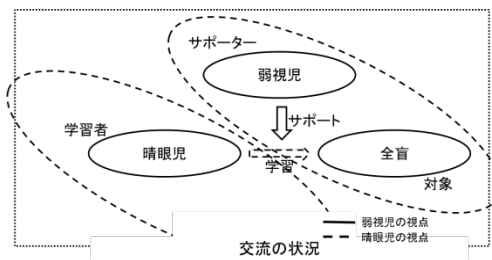 サポーター
弱視児
サポート
学習者
晴眼児
学習
全盲
対象
弱視児の視点
晴眼児の視点
交流の状況